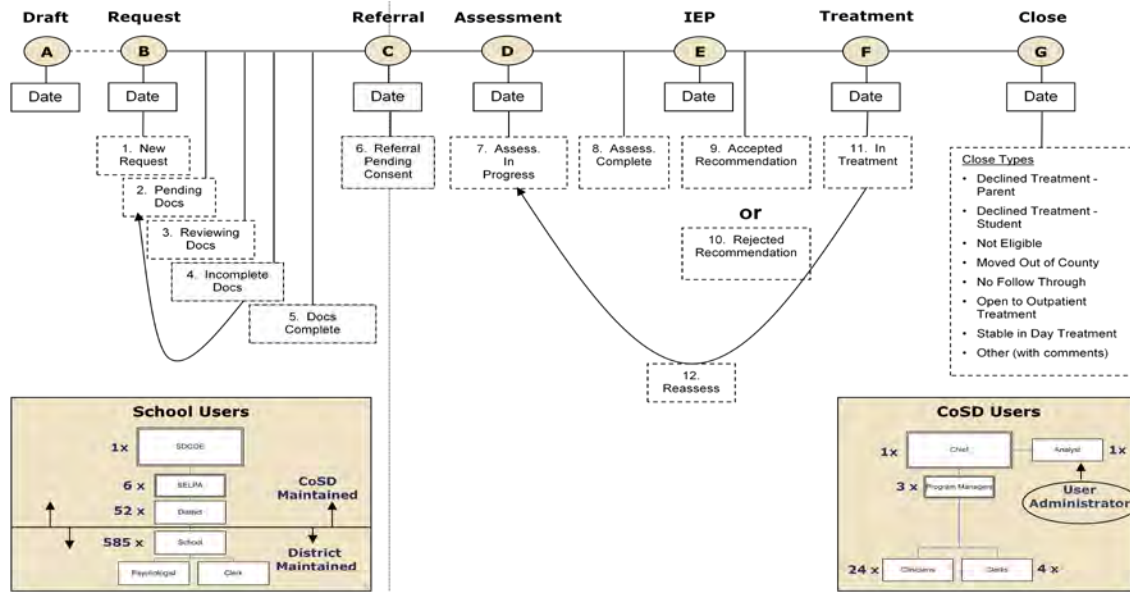 Draft
Request
Referral
Assessment
IEP
Treatment
Close
A
B
C
D
E
F
G
Date
Date
Date
Date
Date
Date
Date
1. New
Request
2. Pending
Docs
3. Reviewing
Docs
4. Incomplete
Docs
5. Docs
Complete
6. Referral
Pending
Consent
7. Assess.
In
Progress
8. Assess.
Complete
9. Accepted
Recommendation
or
10. Rejected
Recommendation
11. In
Treatment
12.
Reassess
Close Types
• Declined Treatment -
Parent
• Declined Treatment -
Student
• Not Eligible
• Moved Out of County
• No Follow Through
• Open to Outpatient
Treatment
• Stable in Day Treatment
• Other (with comments)
School Users
1x
SDCOE
6 x
SELPA
52 x
District
CoSD
Maintained
585 x
School
District
Maintained
Psychologist
Clerk
CoSD Users
1x
Chief
Analyst
1x
3 x
Program Managers
User
Administrator
24 x
Clinicians
Clerks
4 x